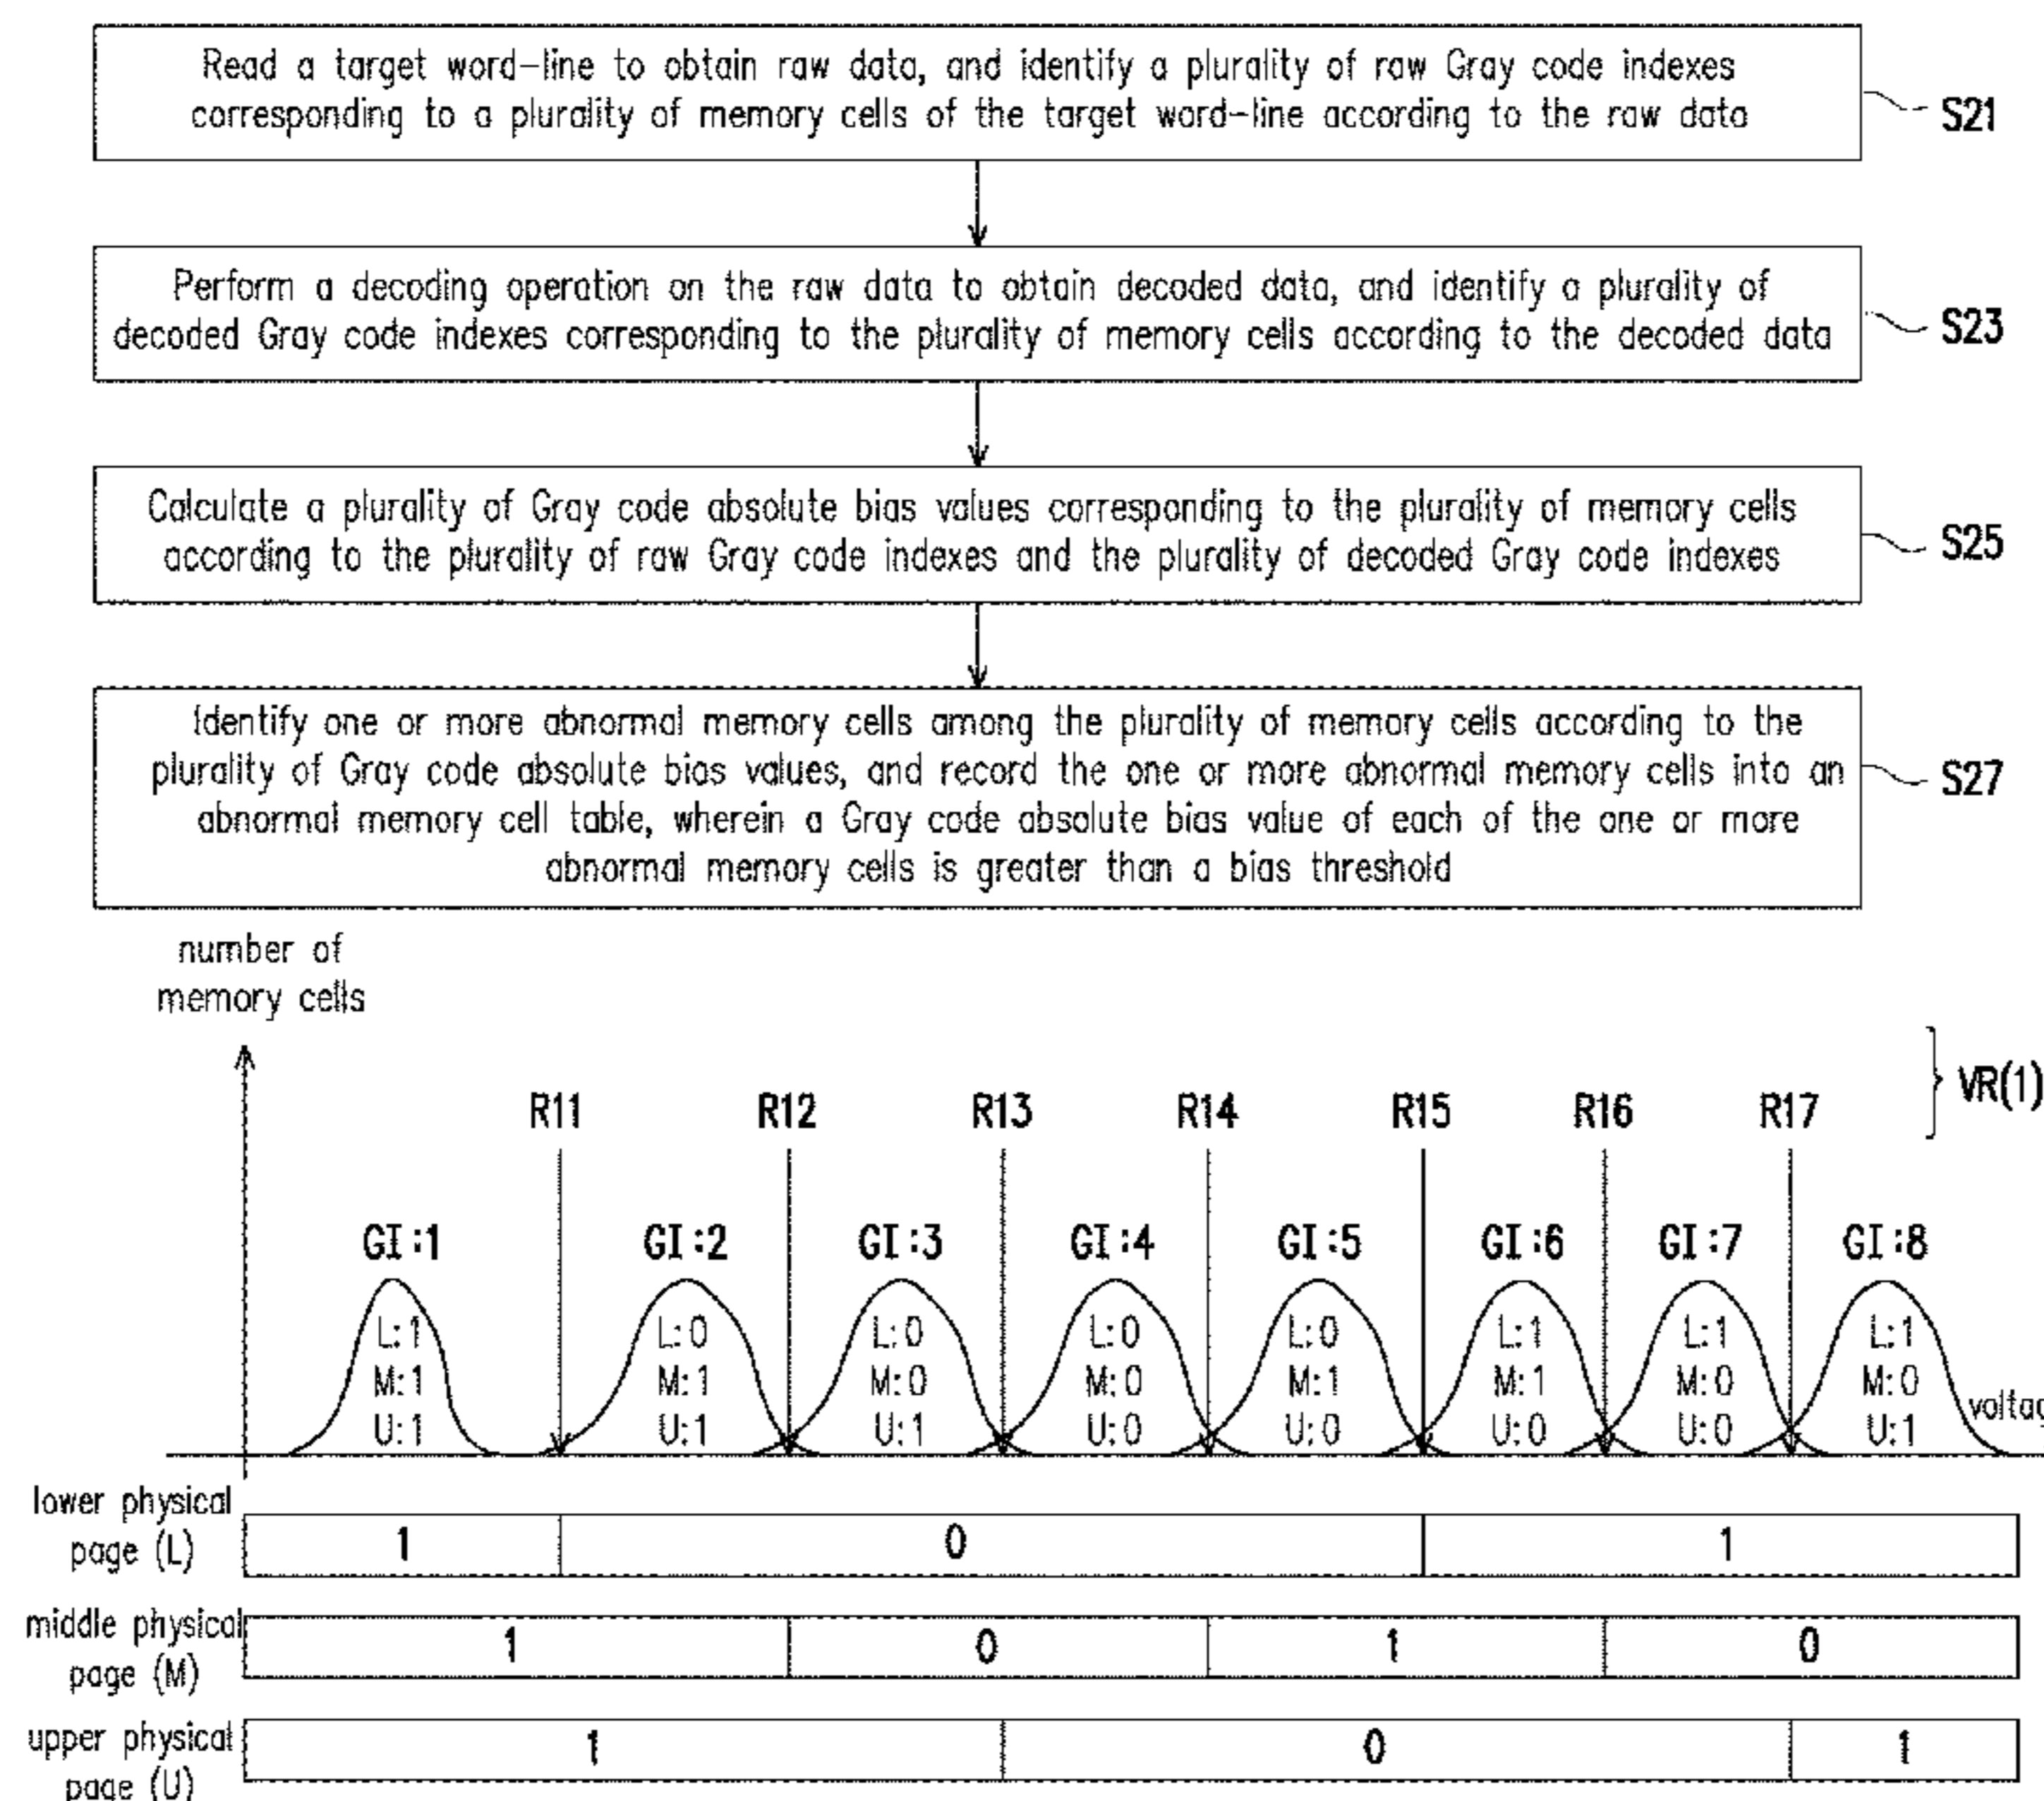 Read a target word-line to obtain raw data, and identify a plurality of raw Gray code indexes
corresponding to a plurality of memory cells of the target word-line according to the raw data
S21
Perform a decoding operation on the raw data to obtain decoded data, and identify a plurality of
decoded Gray code indexes corresponding to the plurality of memory cells according to the decoded data
S23
Calculate a plurality of Gray code absolute bias values corresponding to the plurality of memory cells
according to the plurality of raw Gray code indexes and the plurality of decoded Gray code indexes
S25
Identify one or more abnormal memory cells among the plurality of memory cells according to the
plurality of Gray code absolute bias values, and record the one or more abnormal memory cells into an
abnormal memory cell table, wherein a Gray code absolute bias value of each of the one or more
abnormal memory cells is greater than a bias threshold
S27
number of
memory cells
VR(1)
R11 R12 R13 R14 R15 R16 R17
GI:1 GI:2 GI:3 GI:4 GI:5 GI:6 GI:7 GI:8
L:1 L:0 L:0 L:0 L:0 L:1 L:1 L:1
M:1 M:1 M:0 M:0 M:1 M:1 M:0 M:0
U:1 U:1 U:1 U:0 U:0 U:0 U:0 U:1
voltag
lower physical
page (L)
1 0 1
middle physical
page (M)
1 0 1 0
upper physical
page (U)
1 0 1